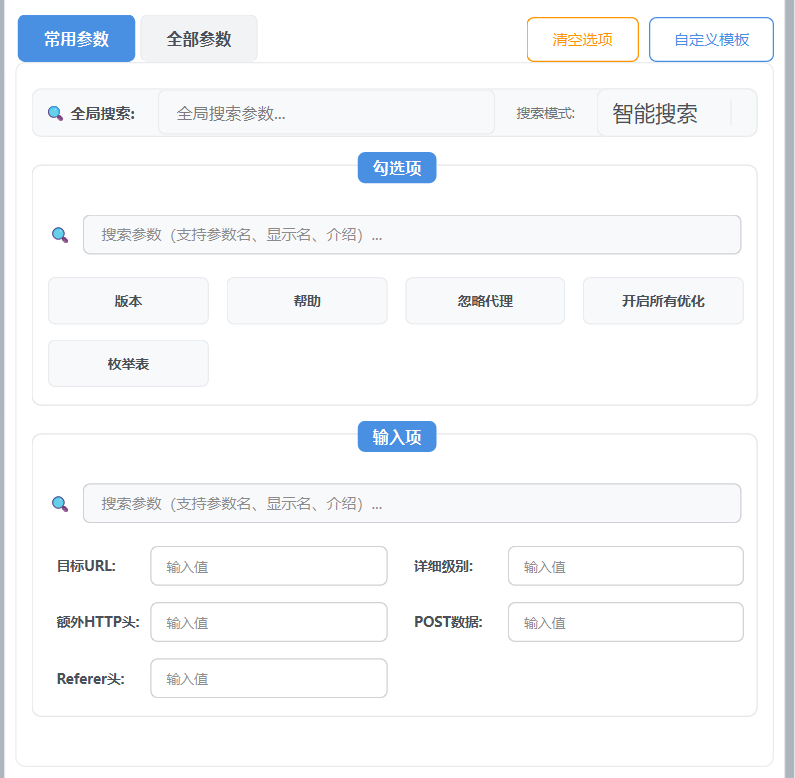 常用参数 全部参数 清空选项 自定义模板
全局搜索: 全局搜索参数... 搜索模式: 智能搜索
勾选项
搜索参数（支持参数名、显示名、介绍）...
版本 帮助 忽略代理 开启所有优化
枚举表
输入项
搜索参数（支持参数名、显示名、介绍）...
目标URL: 输入值 详细级别: 输入值
额外HTTP头: 输入值 POST数据: 输入值
Referer头: 输入值